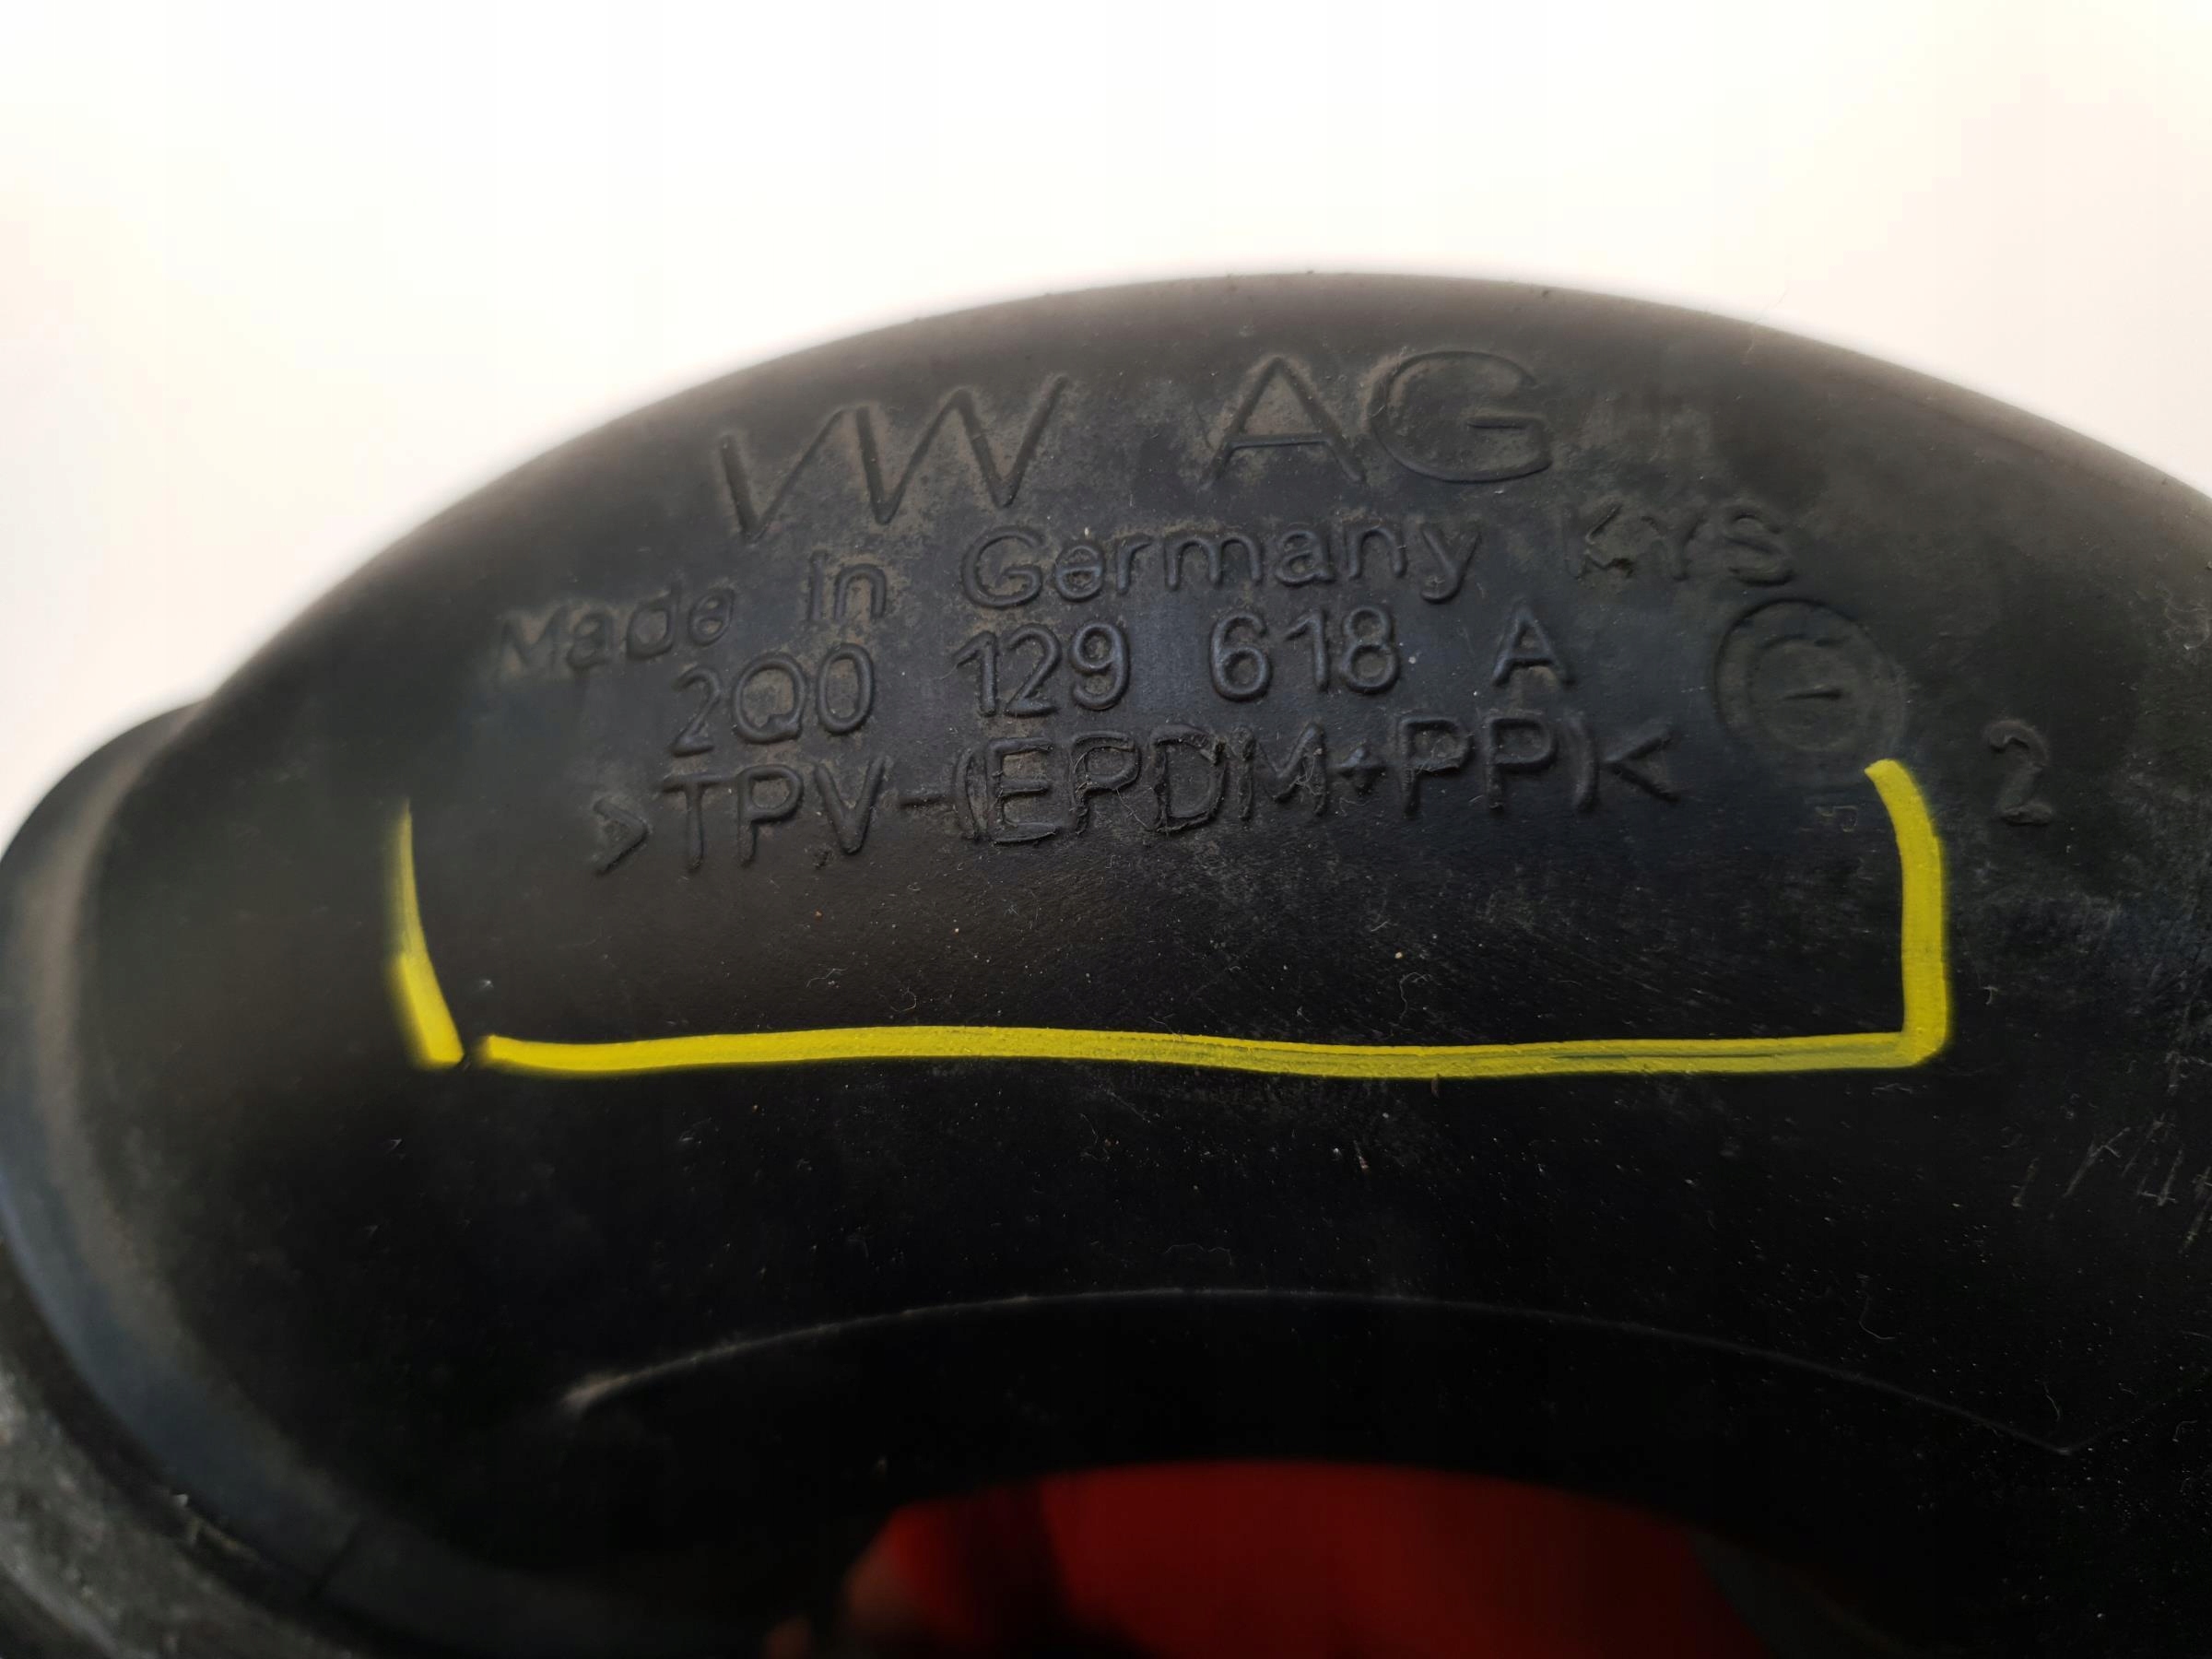 VW AG
Made In Germany KYS
2Q0 129 618 A
>TPV-(EPDM+PP)<
2